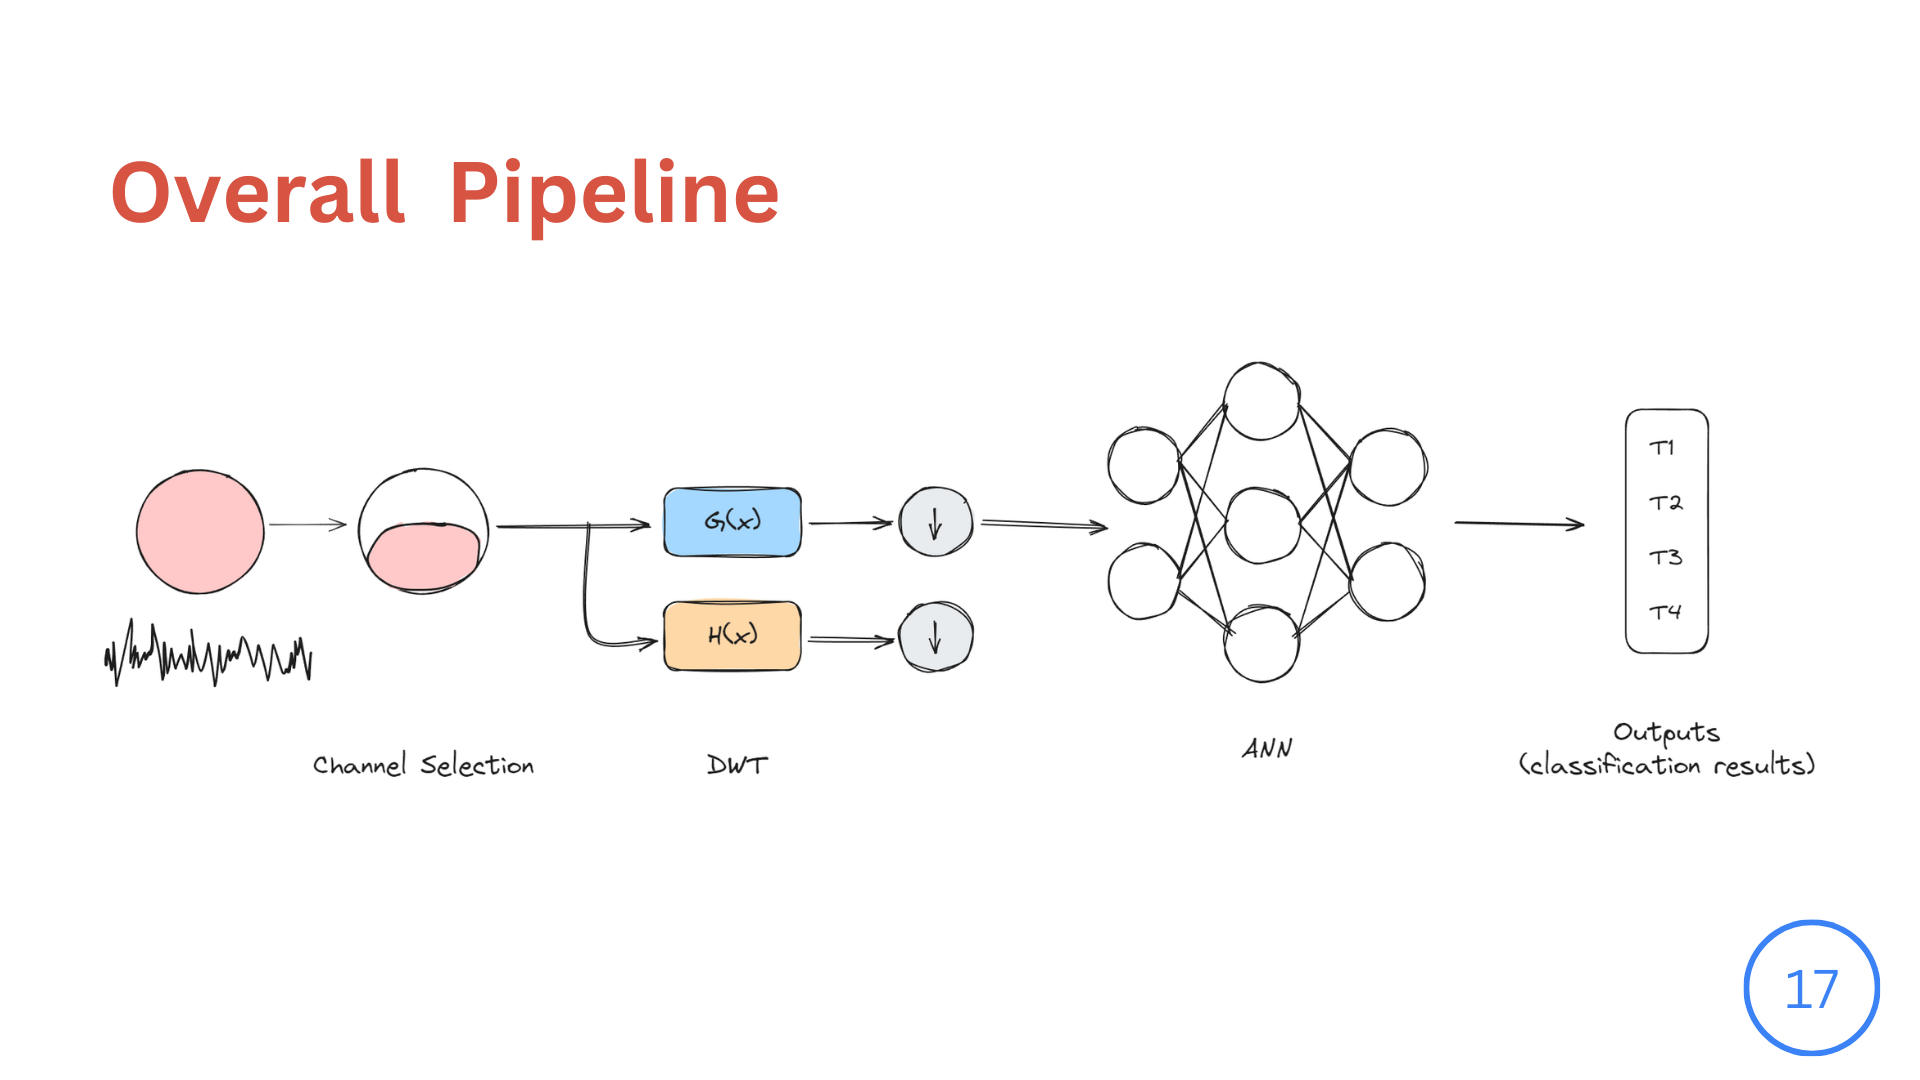 Overall Pipeline
G(x)
H(x)
T1
T2
T3
T4
Channel Selection
DWT
ANN
Outputs
(classification results)
17